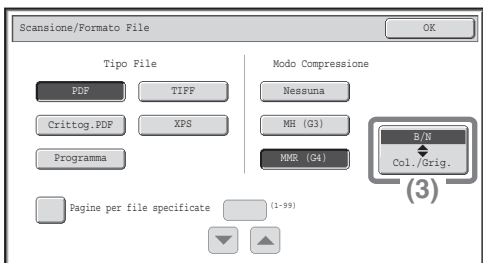 Scansione/Formato File
OK
Tipo File
Modo Compressione
PDF
TIFF
Nessuna
Crittog.PDF
XPS
MH (G3)
B/N
Col./Grig.
Programma
MMR (G4)
(3)
Pagine per file specificate
(1-99)